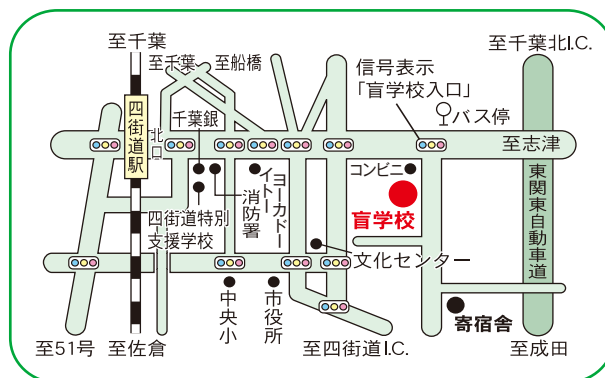 至千葉
至千葉
至船橋
至千葉北I.C.
信号表示
「盲学校入口」
バス停
四街道駅
北口
千葉銀
至志津
コンビニ
盲学校
消防署
イトー
ヨーカドー
四街道特別
支援学校
東関東自動車道
文化センター
中央小
市役所
寄宿舎
至51号
至佐倉
至四街道I.C.
至成田